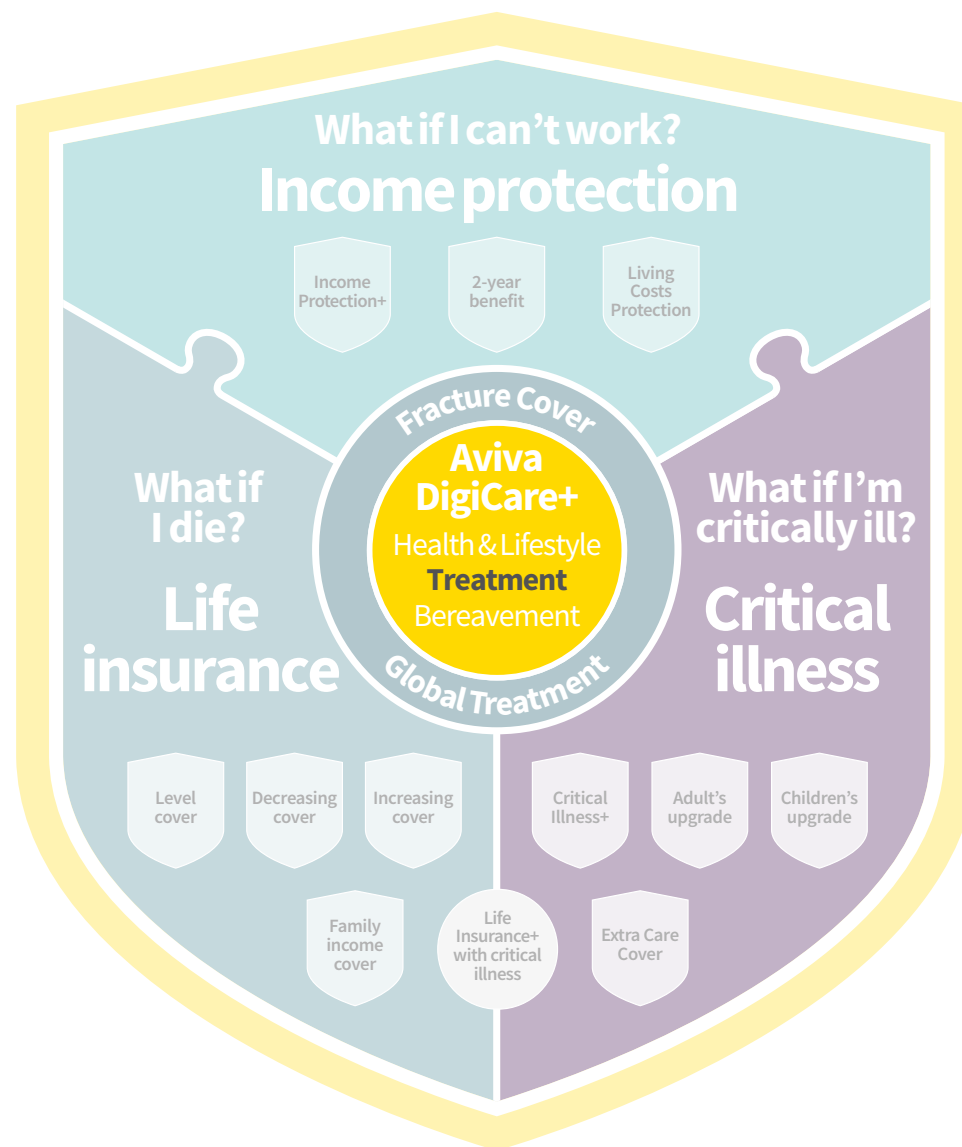 What if I can’t work?
Income protection
Income
Protection+
2-year
benefit
Living
Costs
Protection
Fracture Cover
Aviva
DigiCare+
Health & Lifestyle
Treatment
Bereavement
Global Treatment
What if
I die?
Life
insurance
What if I’m
critically ill?
Critical
illness
Level
cover
Decreasing
cover
Increasing
cover
Critical
Illness+
Adult’s
upgrade
Children’s
upgrade
Family
income
cover
Life
Insurance+
with critical
illness
Extra Care
Cover